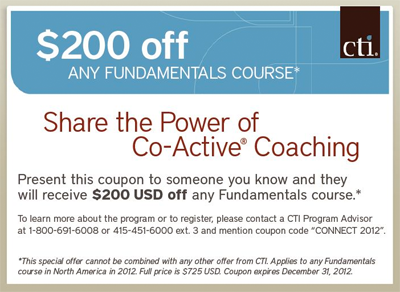 $200 off
ANY FUNDAMENTALS COURSE*
cti®
Share the Power of
Co-Active® Coaching
Present this coupon to someone you know and they
will receive $200 USD off any Fundamentals course.*
To learn more about the program or to register, please contact a CTI Program Advisor
at 1-800-691-6008 or 415-451-6000 ext. 3 and mention coupon code “CONNECT 2012”.
*This special offer cannot be combined with any other offer from CTI. Applies to any Fundamentals
course in North America in 2012. Full price is $725 USD. Coupon expires December 31, 2012.